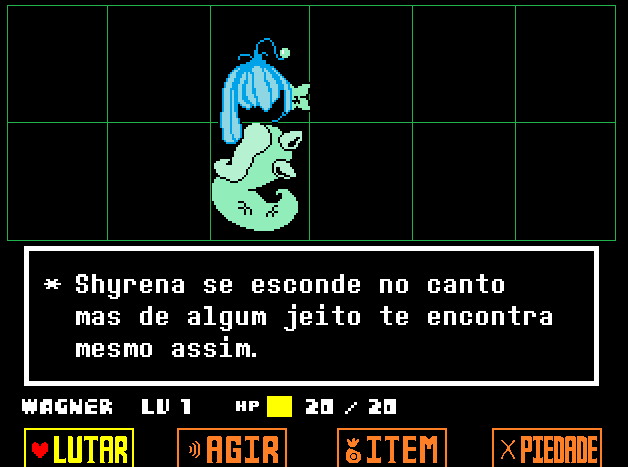 * Shyrena se esconde no canto
mas de algum jeito te encontra
mesmo assim.
WAGNER LV 1 HP 20 / 20
LUTAR AGIR ITEM PIEDADE